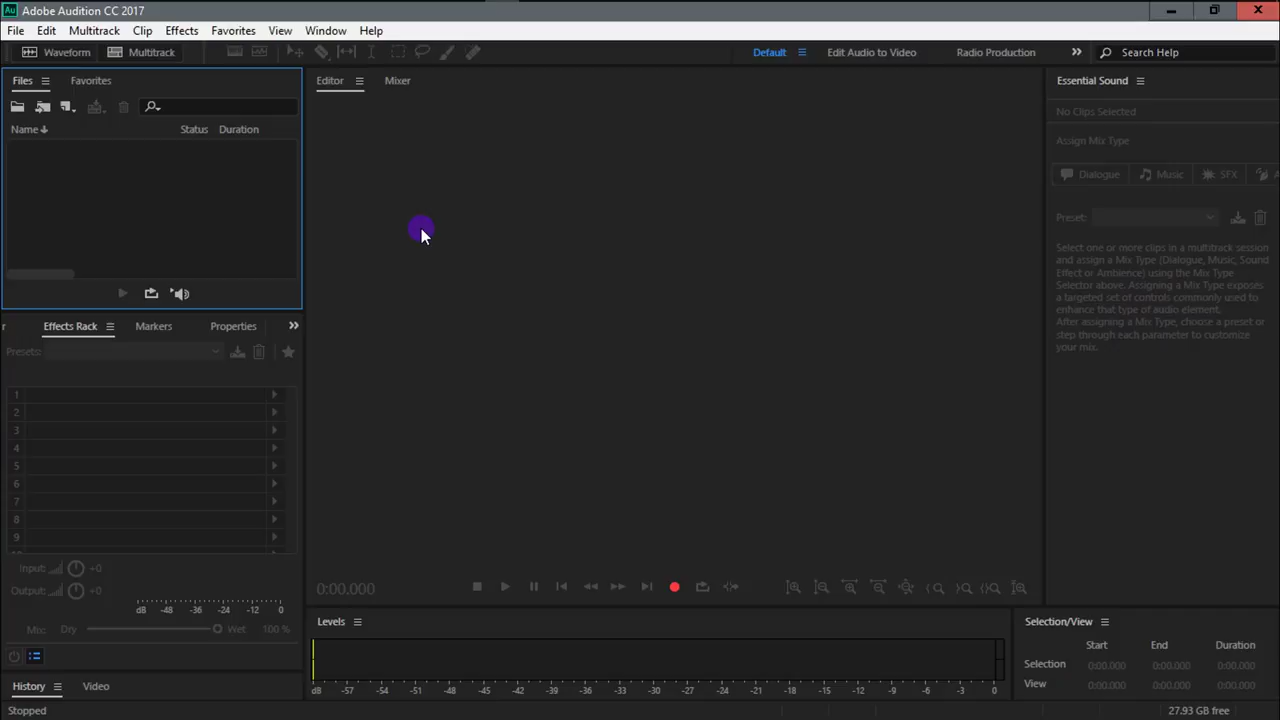 Au Adobe Audition CC 2017
File Edit Multitrack Clip Effects Favorites View Window Help
Waveform Multitrack Default Edit Audio to Video Radio Production Search Help
Files Favorites
Name Status Duration
Editor Mixer
Essential Sound
No Clips Selected
Assign Mix Type
Dialogue Music SFX A
Preset:
Select one or more clips in a multitrack session
and assign a Mix Type (Dialogue, Music, Sound
Effect or Ambience) using the Mix Type
Selector above. Assigning a Mix Type exposes
a targeted set of controls commonly used to
enhance that type of audio element.
After assigning a Mix Type, choose a preset or
step through each parameter to customize
your mix.
r Effects Rack Markers Properties
Presets:
1
2
3
4
5
6
7
8
9
Input: +0
Output: +0
dB -48 -36 -24 -12 0
Mix: Dry Wet 100 %
History Video
Stopped
0:00.000
Levels
dB -57 -54 -51 -48 -45 -42 -39 -36 -33 -30 -27 -24 -21 -18 -15 -12 -9 -6 -3 0
Selection/View
Start End Duration
Selection 0:00.000 0:00.000 0:00.000
View 0:00.000 0:00.000 0:00.000
27.93 GB free